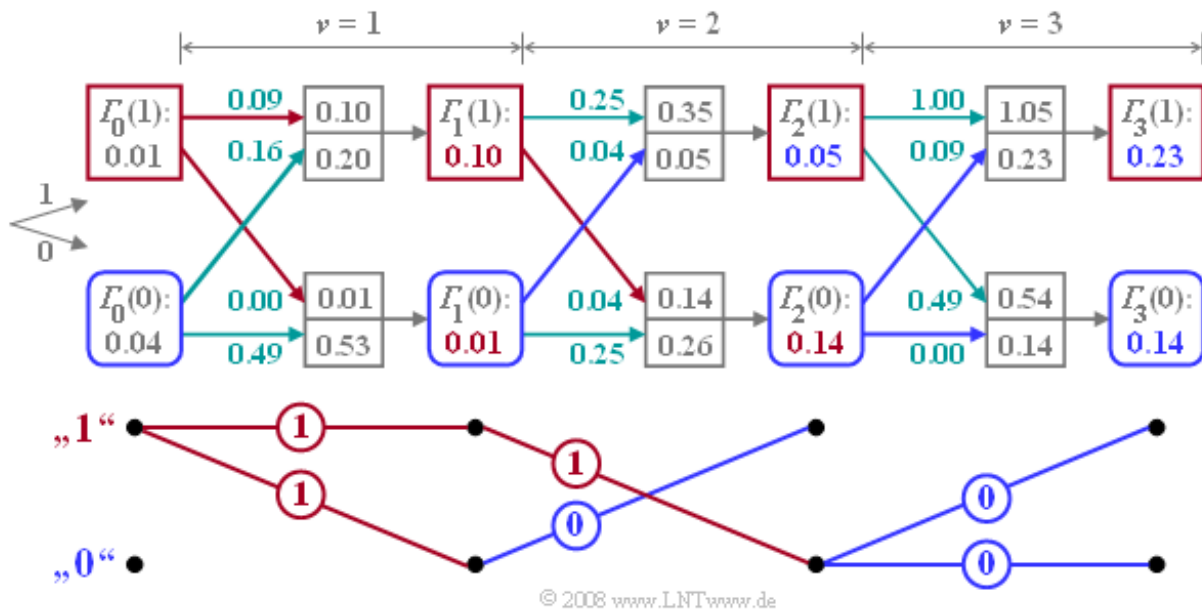 ν = 1 ν = 2 ν = 3
Γ₀(1): 0.09 0.10 Γ₁(1): 0.25 0.35 Γ₂(1): 1.00 1.05 Γ₃(1):
0.01 0.16 0.20 0.10 0.04 0.05 0.05 0.09 0.23 0.23
1
0
Γ₀(0): 0.00 0.01 Γ₁(0): 0.04 0.14 Γ₂(0): 0.49 0.54 Γ₃(0):
0.04 0.49 0.53 0.01 0.25 0.26 0.14 0.00 0.14 0.14
„1“ 1 1
1 0 0
„0“ 0
© 2008 www.LNTwww.de